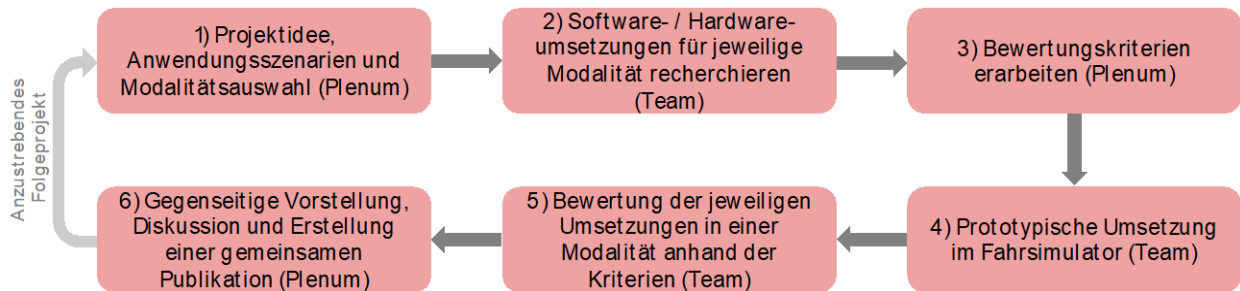 1) Projektidee,
Anwendungsszenarien und
Modalitätsauswahl (Plenum)
2) Software- / Hardware-
umsetzungen für jeweilige
Modalität recherchieren
(Team)
3) Bewertungskriterien
erarbeiten (Plenum)
4) Prototypische Umsetzung
im Fahrsimulator (Team)
5) Bewertung der jeweiligen
Umsetzungen in einer
Modalität anhand der
Kriterien (Team)
6) Gegenseitige Vorstellung,
Diskussion und Erstellung
einer gemeinsamen
Publikation (Plenum)
Anzustrebendes
Folgeprojekt